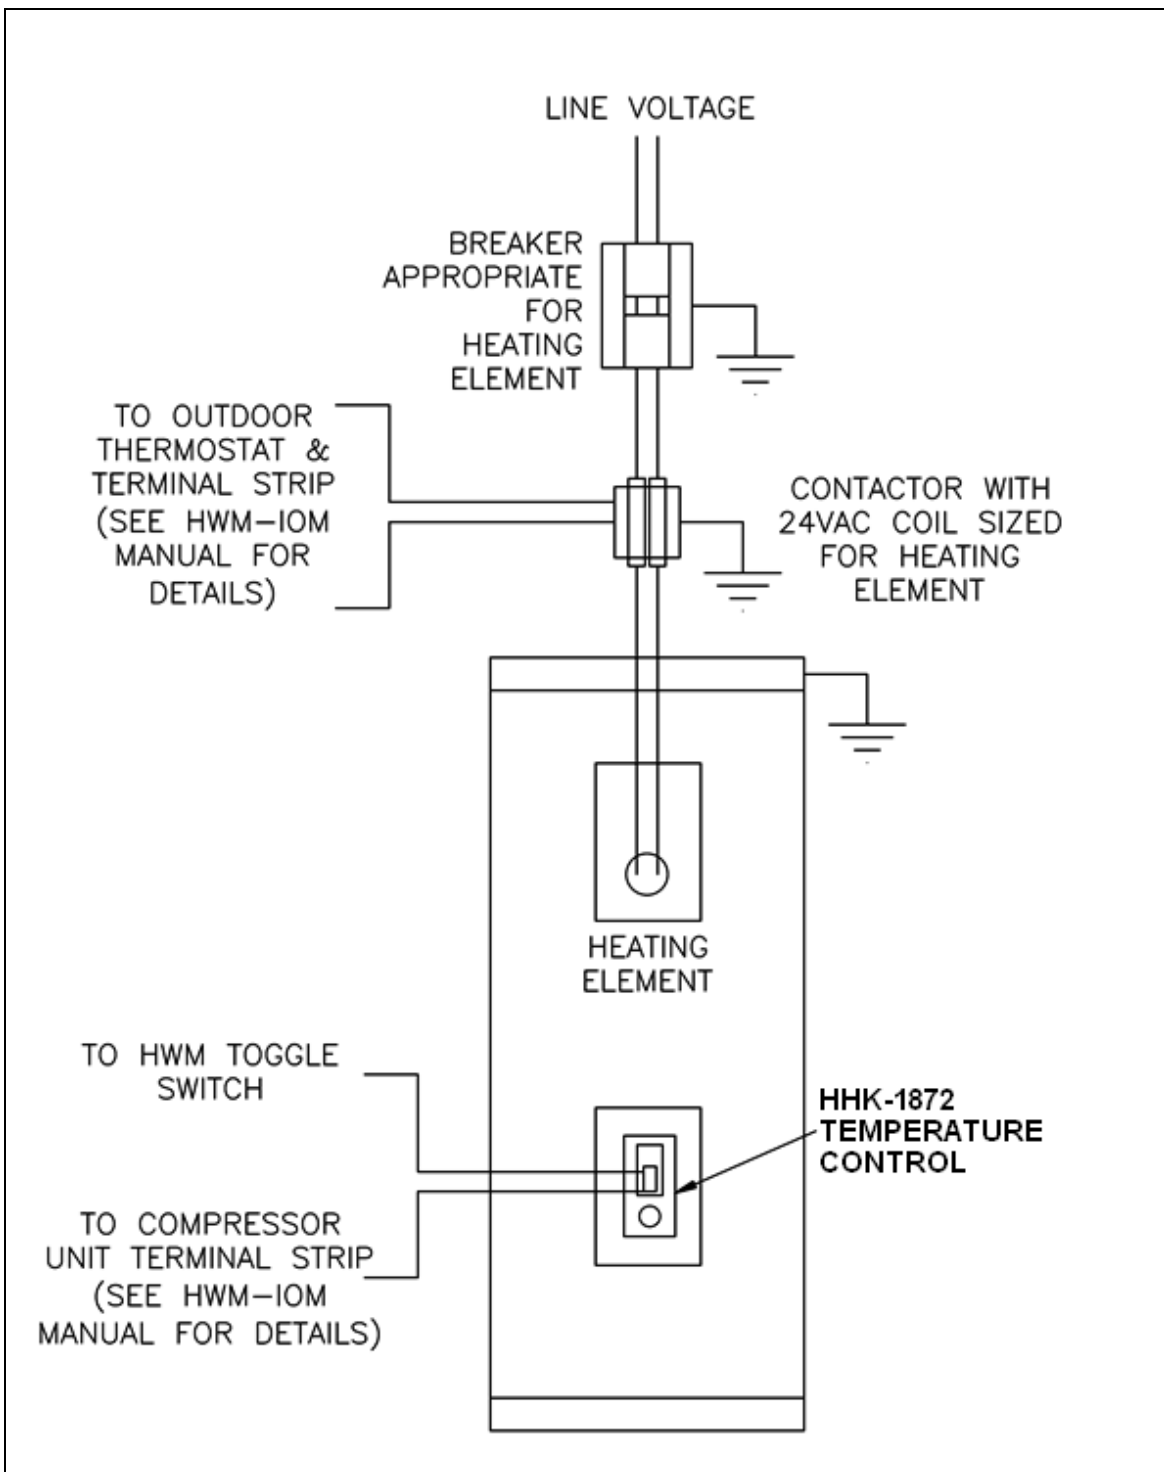 LINE VOLTAGE
BREAKER
APPROPRIATE
FOR
HEATING
ELEMENT
TO OUTDOOR
THERMOSTAT &
TERMINAL STRIP
(SEE HWM-IOM
MANUAL FOR
DETAILS)
CONTACTOR WITH
24VAC COIL SIZED
FOR HEATING
ELEMENT
HEATING
ELEMENT
TO HWM TOGGLE
SWITCH
HHK-1872
TEMPERATURE
CONTROL
TO COMPRESSOR
UNIT TERMINAL STRIP
(SEE HWM-IOM
MANUAL FOR DETAILS)